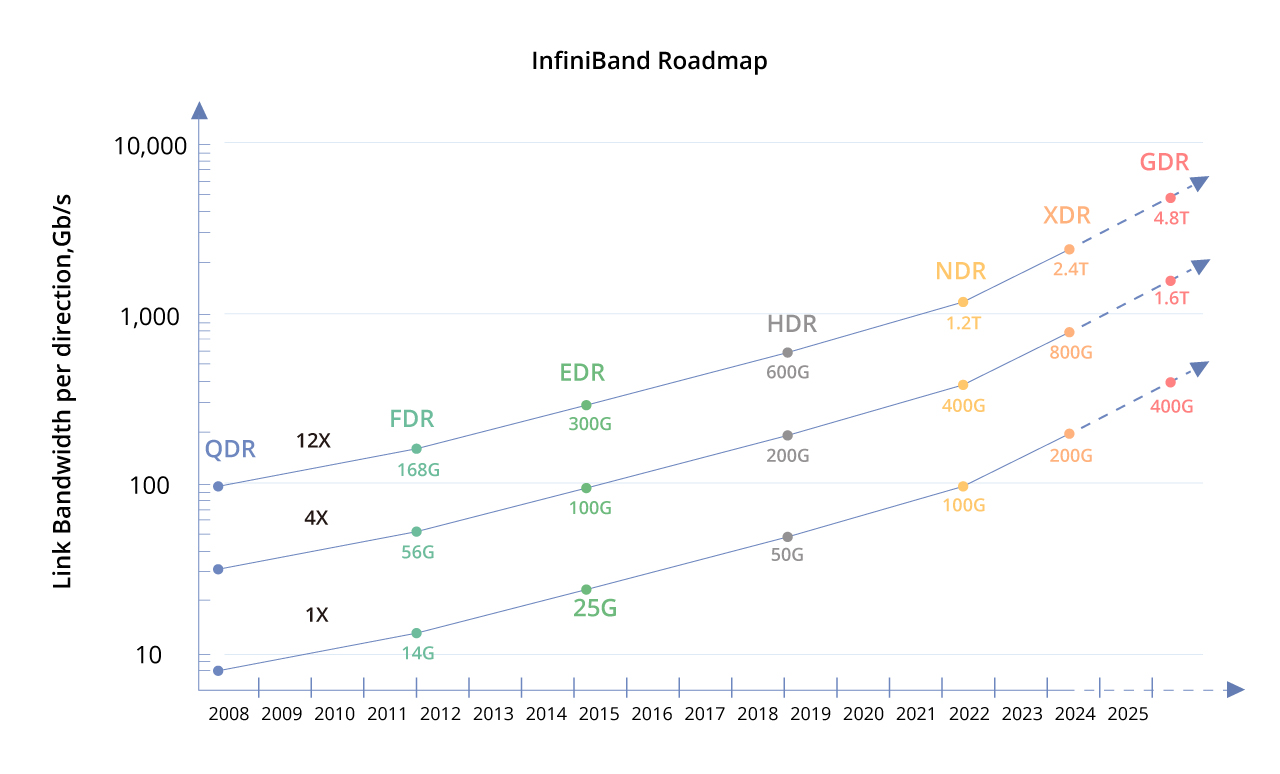 InfiniBand Roadmap
Link Bandwidth per direction,Gb/s
10,000
1,000
100
10
GDR
4.8T
XDR
2.4T
1.6T
NDR
1.2T
HDR
800G
600G
EDR
400G
400G
FDR
300G
12X
QDR
200G
200G
168G
100G
100G
4X
56G
50G
1X
25G
14G
2008 2009 2010 2011 2012 2013 2014 2015 2016 2017 2018 2019 2020 2021 2022 2023 2024 2025